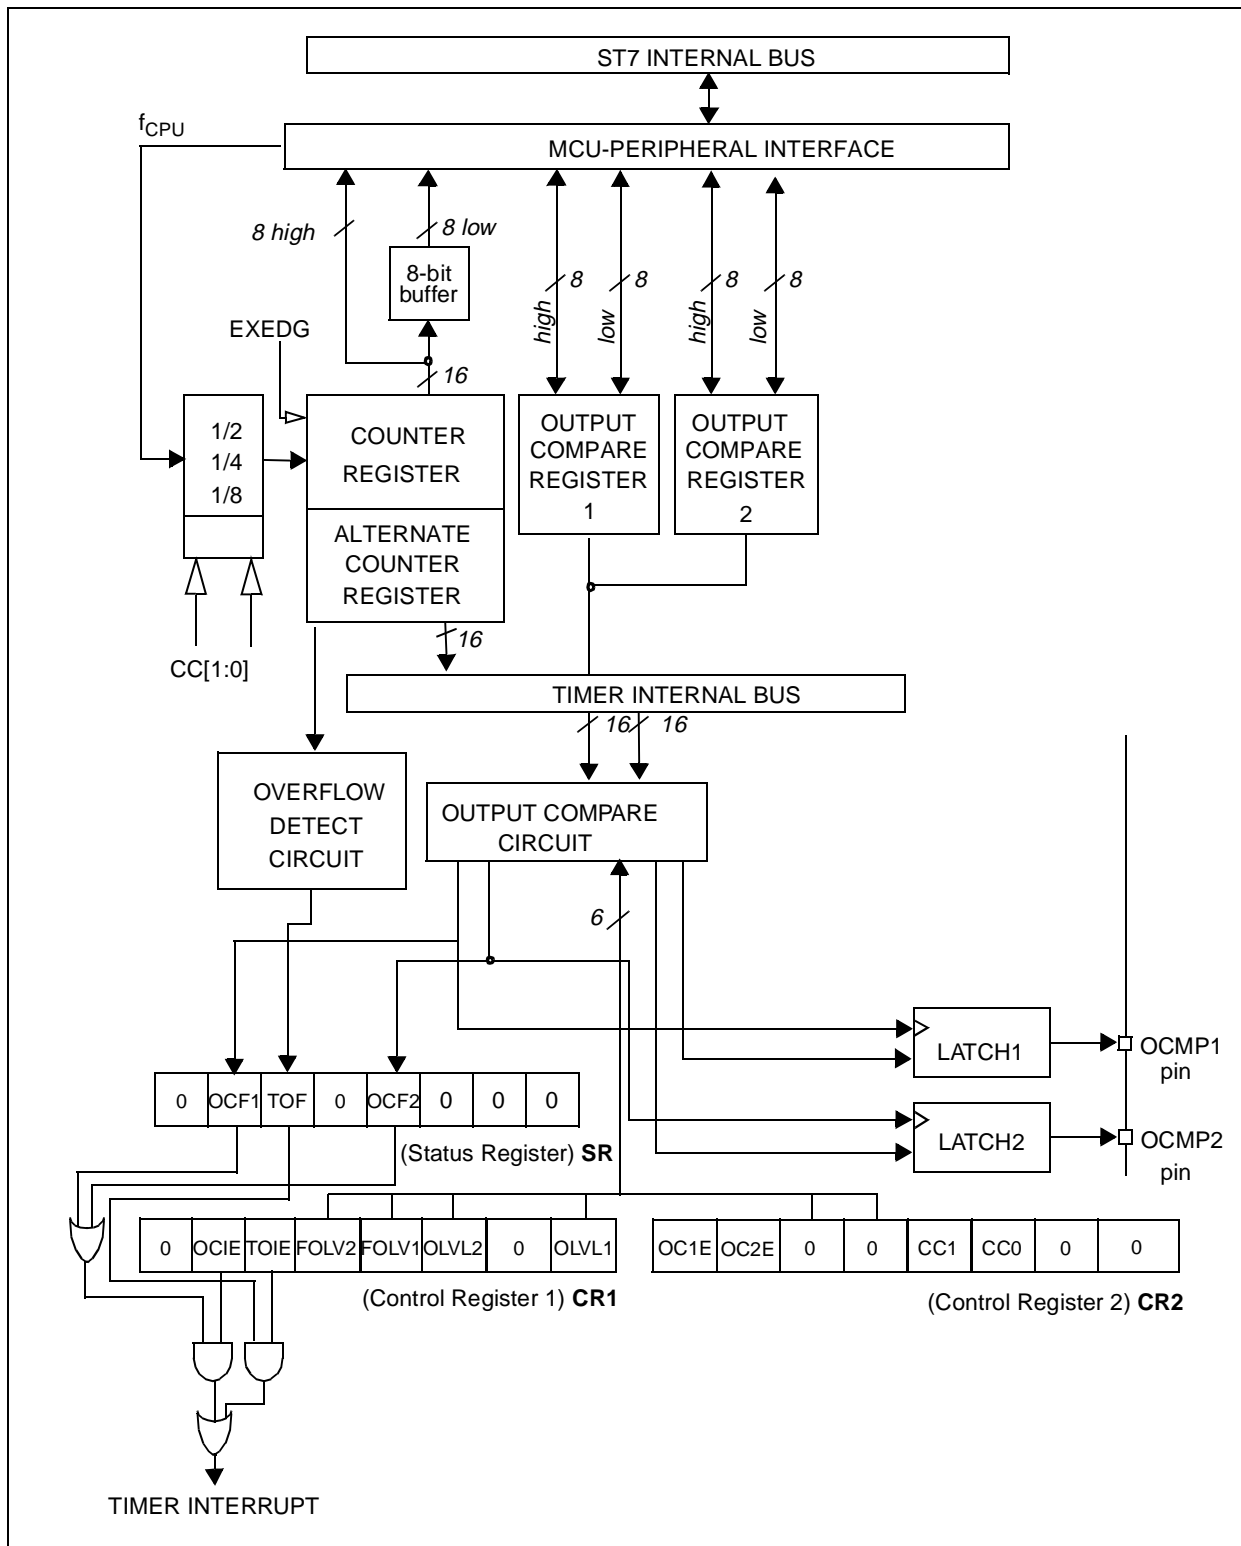 ST7 INTERNAL BUS
fCPU
MCU-PERIPHERAL INTERFACE
8 high
8 low
8-bit
buffer
8
8
8
8
high
low
high
low
EXEDG
16
1/2
1/4
1/8
COUNTER
REGISTER
OUTPUT
COMPARE
REGISTER
1
OUTPUT
COMPARE
REGISTER
2
ALTERNATE
COUNTER
REGISTER
16
CC[1:0]
TIMER INTERNAL BUS
16
16
OVERFLOW
DETECT
CIRCUIT
OUTPUT COMPARE
CIRCUIT
6
LATCH1
OCMP1
pin
0 OCF1 TOF 0 OCF2 0 0 0
(Status Register) SR
LATCH2
OCMP2
pin
0 OCIE TOIE FOLV2 FOLV1 OLVL2 0 OLVL1
(Control Register 1) CR1
OC1E OC2E 0 0 CC1 CC0 0 0
(Control Register 2) CR2
TIMER INTERRUPT